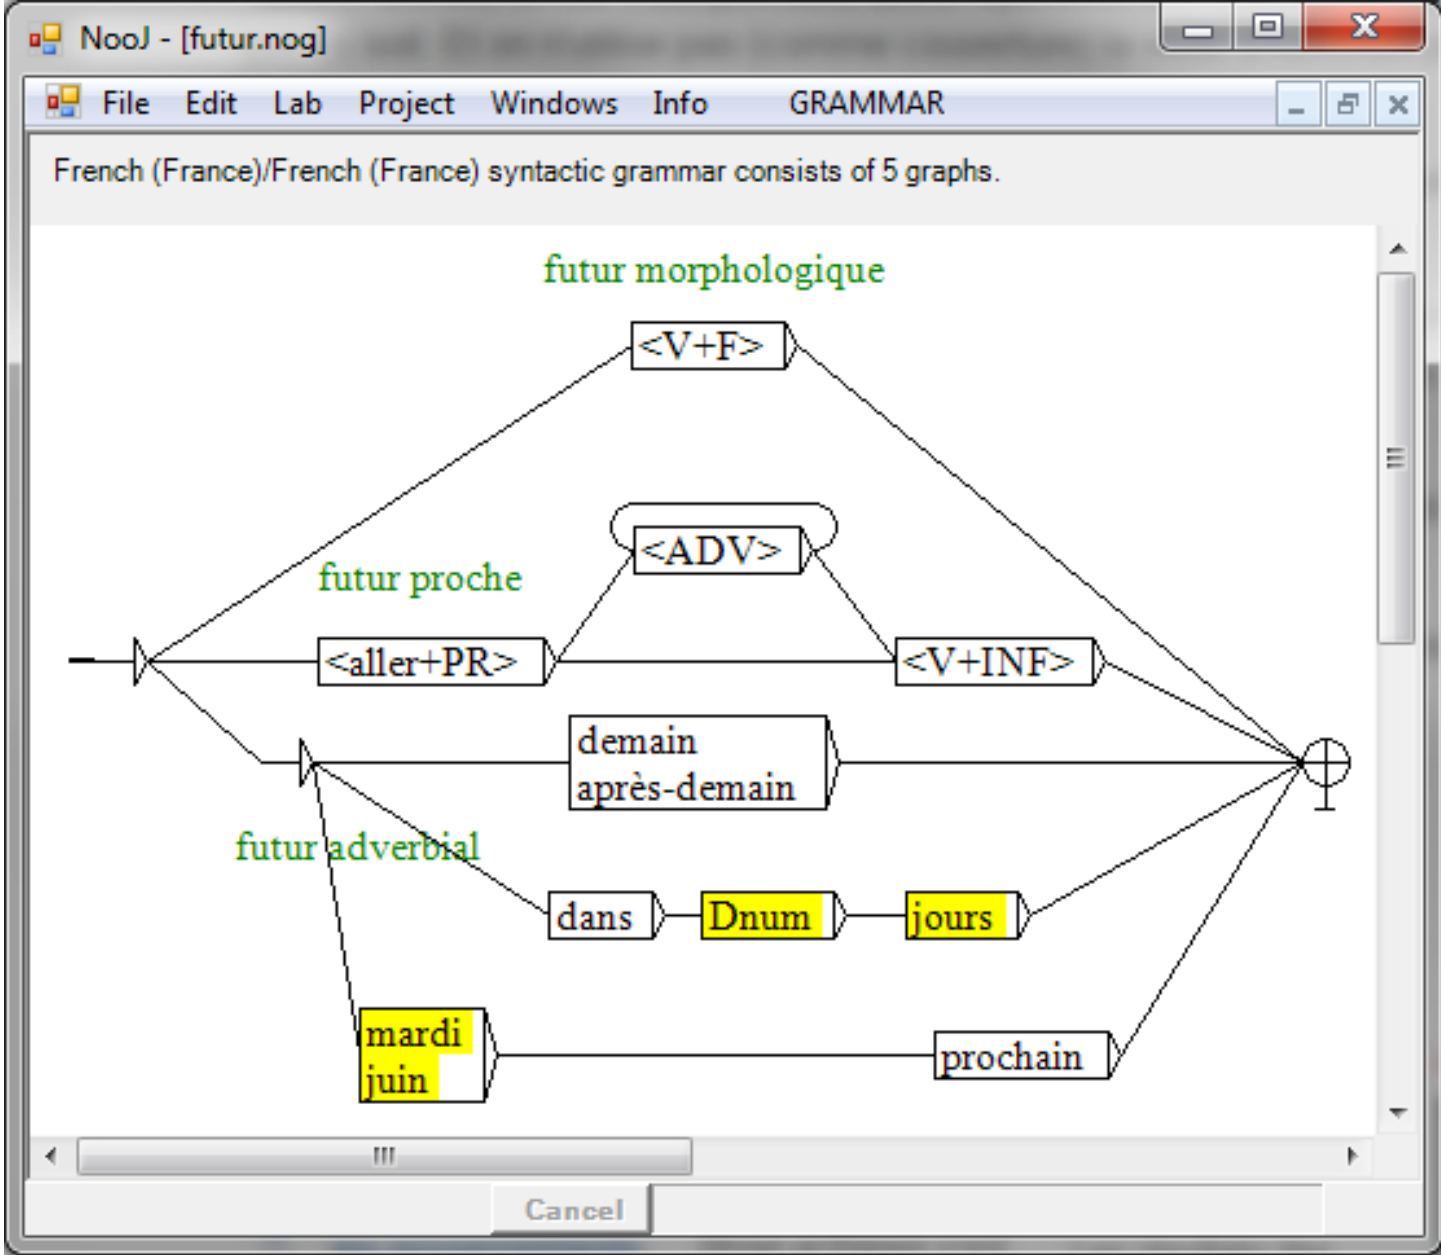 NooJ - [futur.nog]
File Edit Lab Project Windows Info GRAMMAR
French (France)/French (France) syntactic grammar consists of 5 graphs.
futur morphologique
<V+F>
<ADV>
futur proche
<aller+PR>
<V+INF>
demain
après-demain
futur adverbial
dans
Dnum
jours
mardi
juin
prochain
Cancel